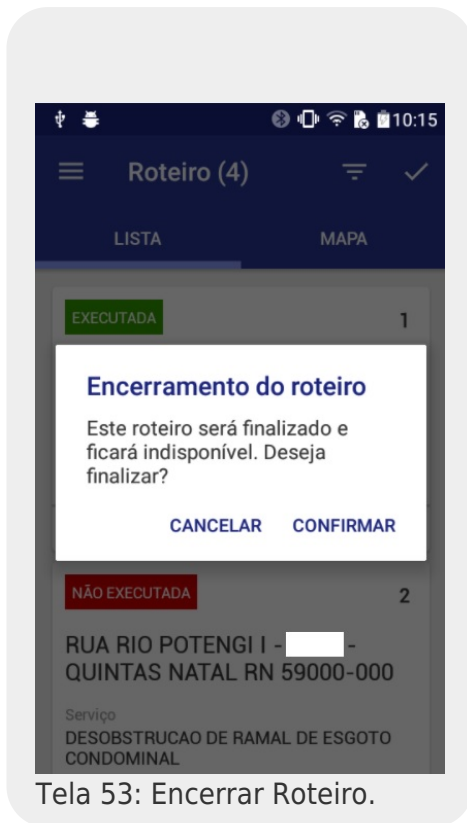 10:15
Roteiro (4)
LISTA
MAPA
EXECUTADA
1
Encerramento do roteiro
Este roteiro será finalizado e
ficará indisponível. Deseja
finalizar?
CANCELAR
CONFIRMAR
NÃO EXECUTADA
2
RUA RIO POTENGI I - -
QUINTAS NATAL RN 59000-000
Serviço
DESOBSTRUCAO DE RAMAL DE ESGOTO
CONDOMINAL
Tela 53: Encerrar Roteiro.